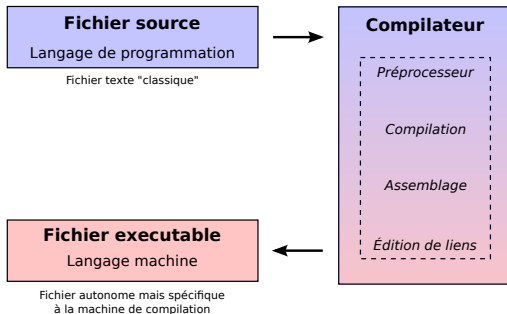 Fichier source
Langage de programmation
Fichier texte "classique"
Compilateur
Préprocesseur
Compilation
Assemblage
Édition de liens
Fichier executable
Langage machine
Fichier autonome mais spécifique
à la machine de compilation